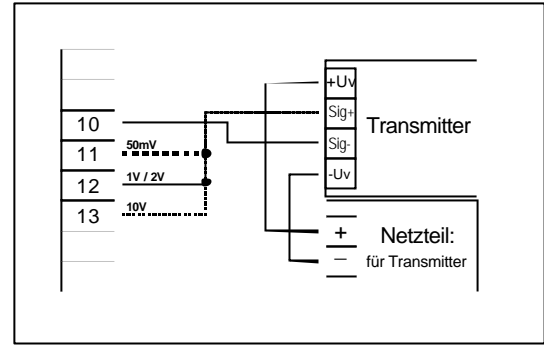 10
11
12
13
50mV
1V / 2V
10V
+Uv
Sig+
Sig-
-Uv
Transmitter
+
–
Netzteil:
für Transmitter